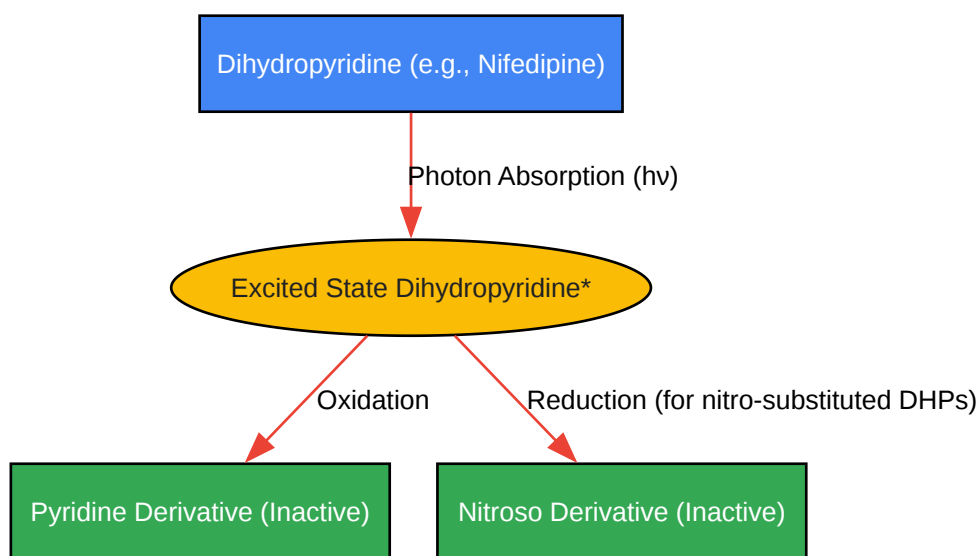 Dihydropyridine (e.g., Nifedipine)
Photon Absorption (hν)
Excited State Dihydropyridine*
Oxidation
Reduction (for nitro-substituted DHPs)
Pyridine Derivative (Inactive)
Nitroso Derivative (Inactive)